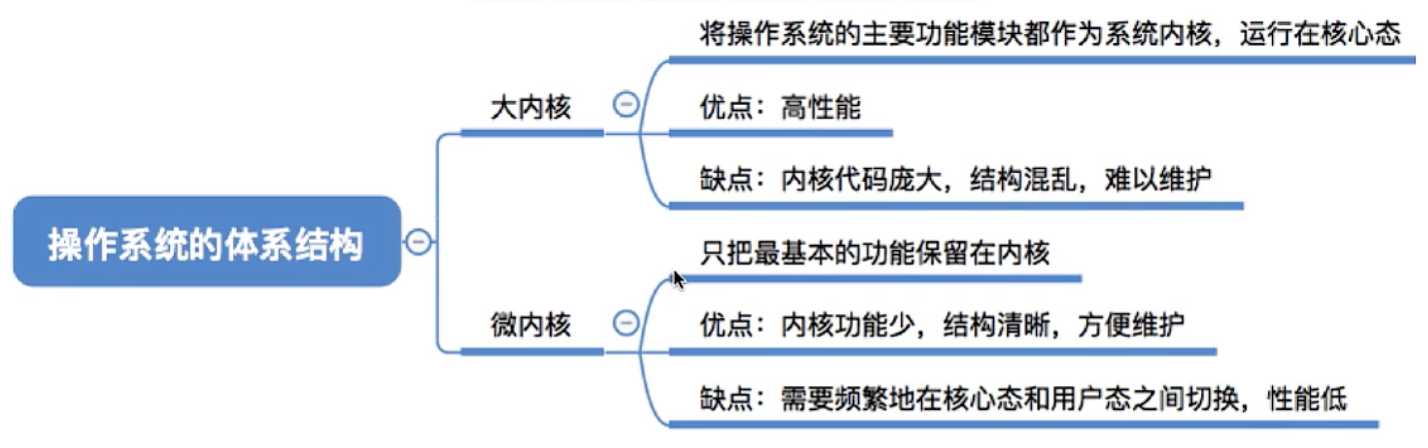 操作系统的体系结构
大内核
将操作系统的主要功能模块都作为系统内核，运行在核心态
优点：高性能
缺点：内核代码庞大，结构混乱，难以维护
微内核
只把最基本的功能保留在内核
优点：内核功能少，结构清晰，方便维护
缺点：需要频繁地在核心态和用户态之间切换，性能低